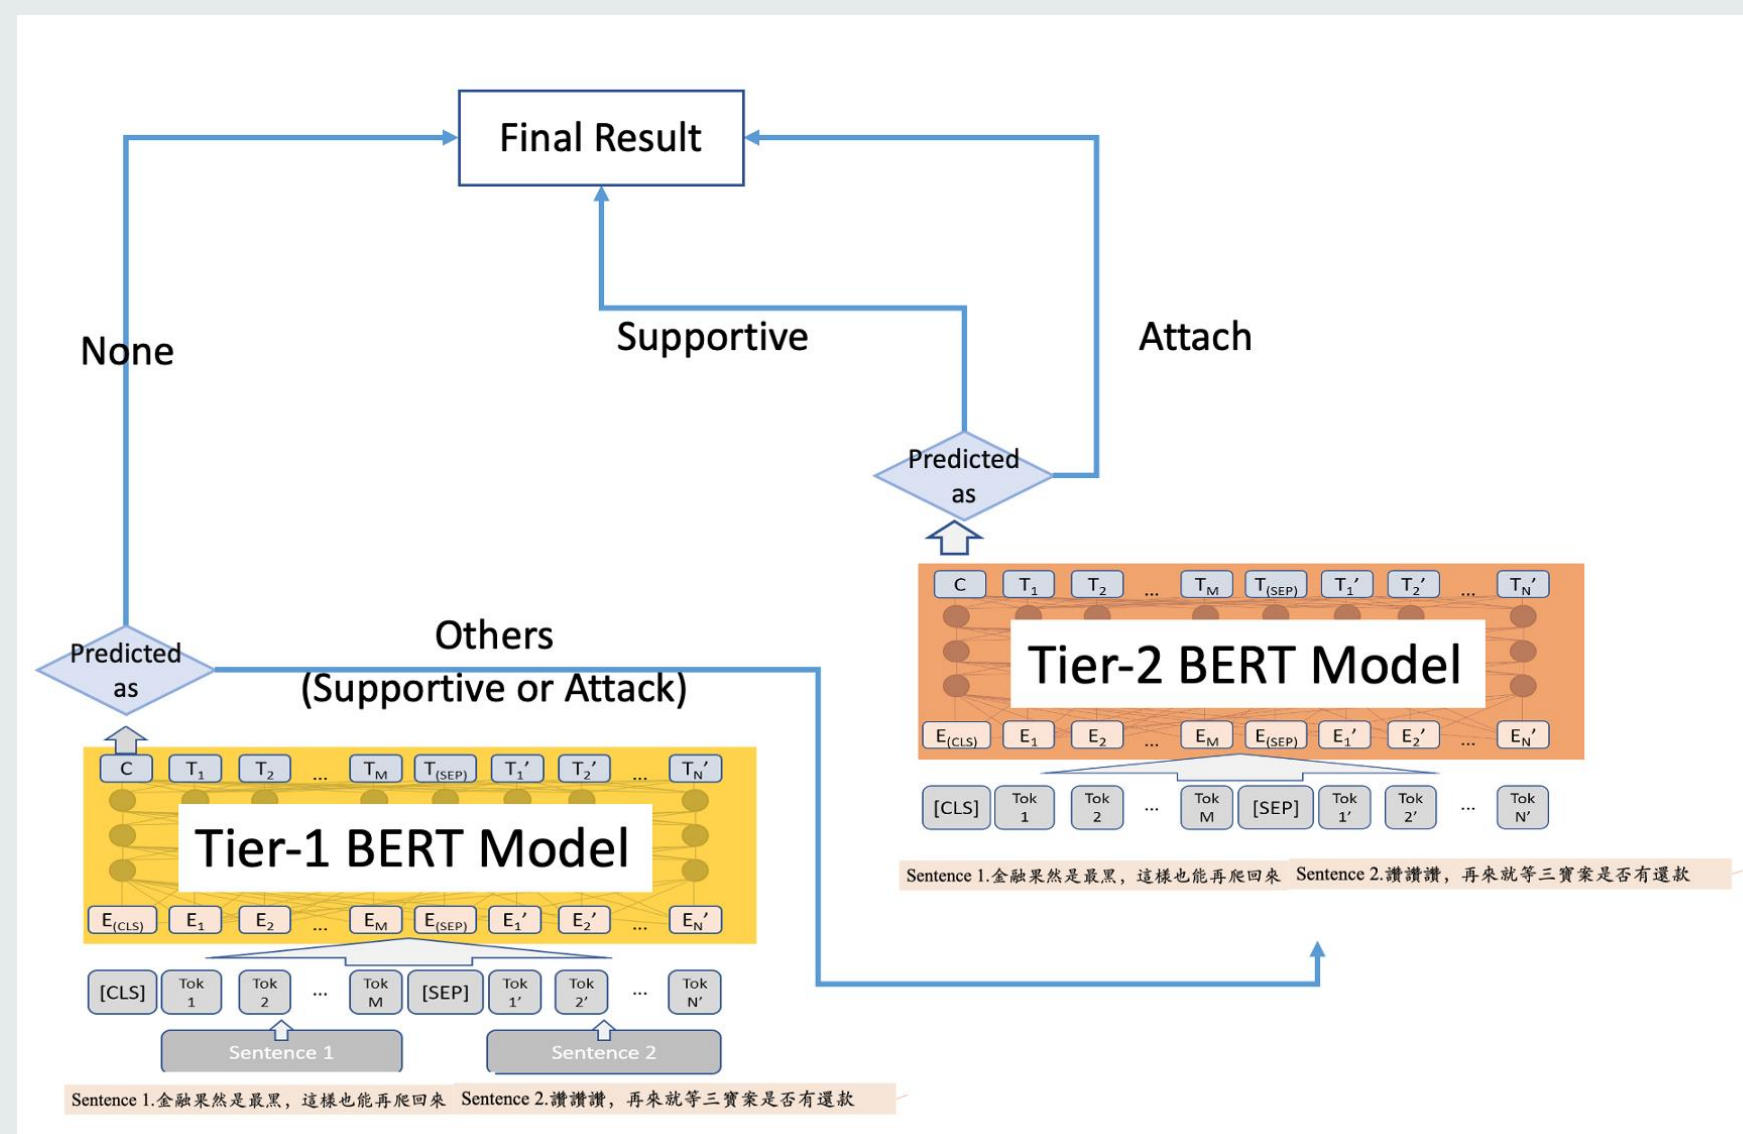 Final Result
None
Supportive
Attach
Predicted
as
C T1 T2 ... TM T(SEP) T1' T2' ... TN'
Tier-2 BERT Model
E(CLS) E1 E2 ... EM E(SEP) E1' E2' ... EN'
[CLS] Tok 1 Tok 2 ... Tok M [SEP] Tok 1' Tok 2' ... Tok N'
Sentence 1.金融果然是最黑，這樣也能再爬回來 Sentence 2.讚讚讚，再來就等三寶案是否有還款
Others
(Supportive or Attack)
Predicted
as
C T1 T2 ... TM T(SEP) T1' T2' ... TN'
Tier-1 BERT Model
E(CLS) E1 E2 ... EM E(SEP) E1' E2' ... EN'
[CLS] Tok 1 Tok 2 ... Tok M [SEP] Tok 1' Tok 2' ... Tok N'
Sentence 1 Sentence 2
Sentence 1.金融果然是最黑，這樣也能再爬回來 Sentence 2.讚讚讚，再來就等三寶案是否有還款